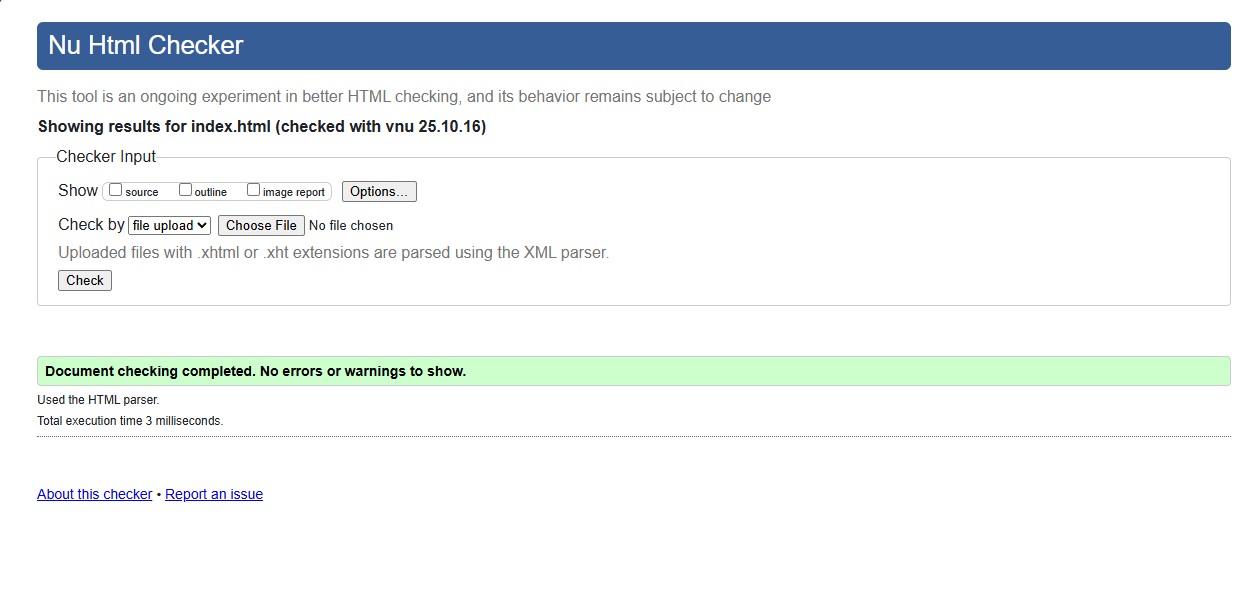 Nu Html Checker
This tool is an ongoing experiment in better HTML checking, and its behavior remains subject to change
Showing results for index.html (checked with vnu 25.10.16)
Checker Input
Show source outline image report Options...
Check by file upload Choose File No file chosen
Uploaded files with .xhtml or .xht extensions are parsed using the XML parser.
Check
Document checking completed. No errors or warnings to show.
Used the HTML parser.
Total execution time 3 milliseconds.
About this checker • Report an issue